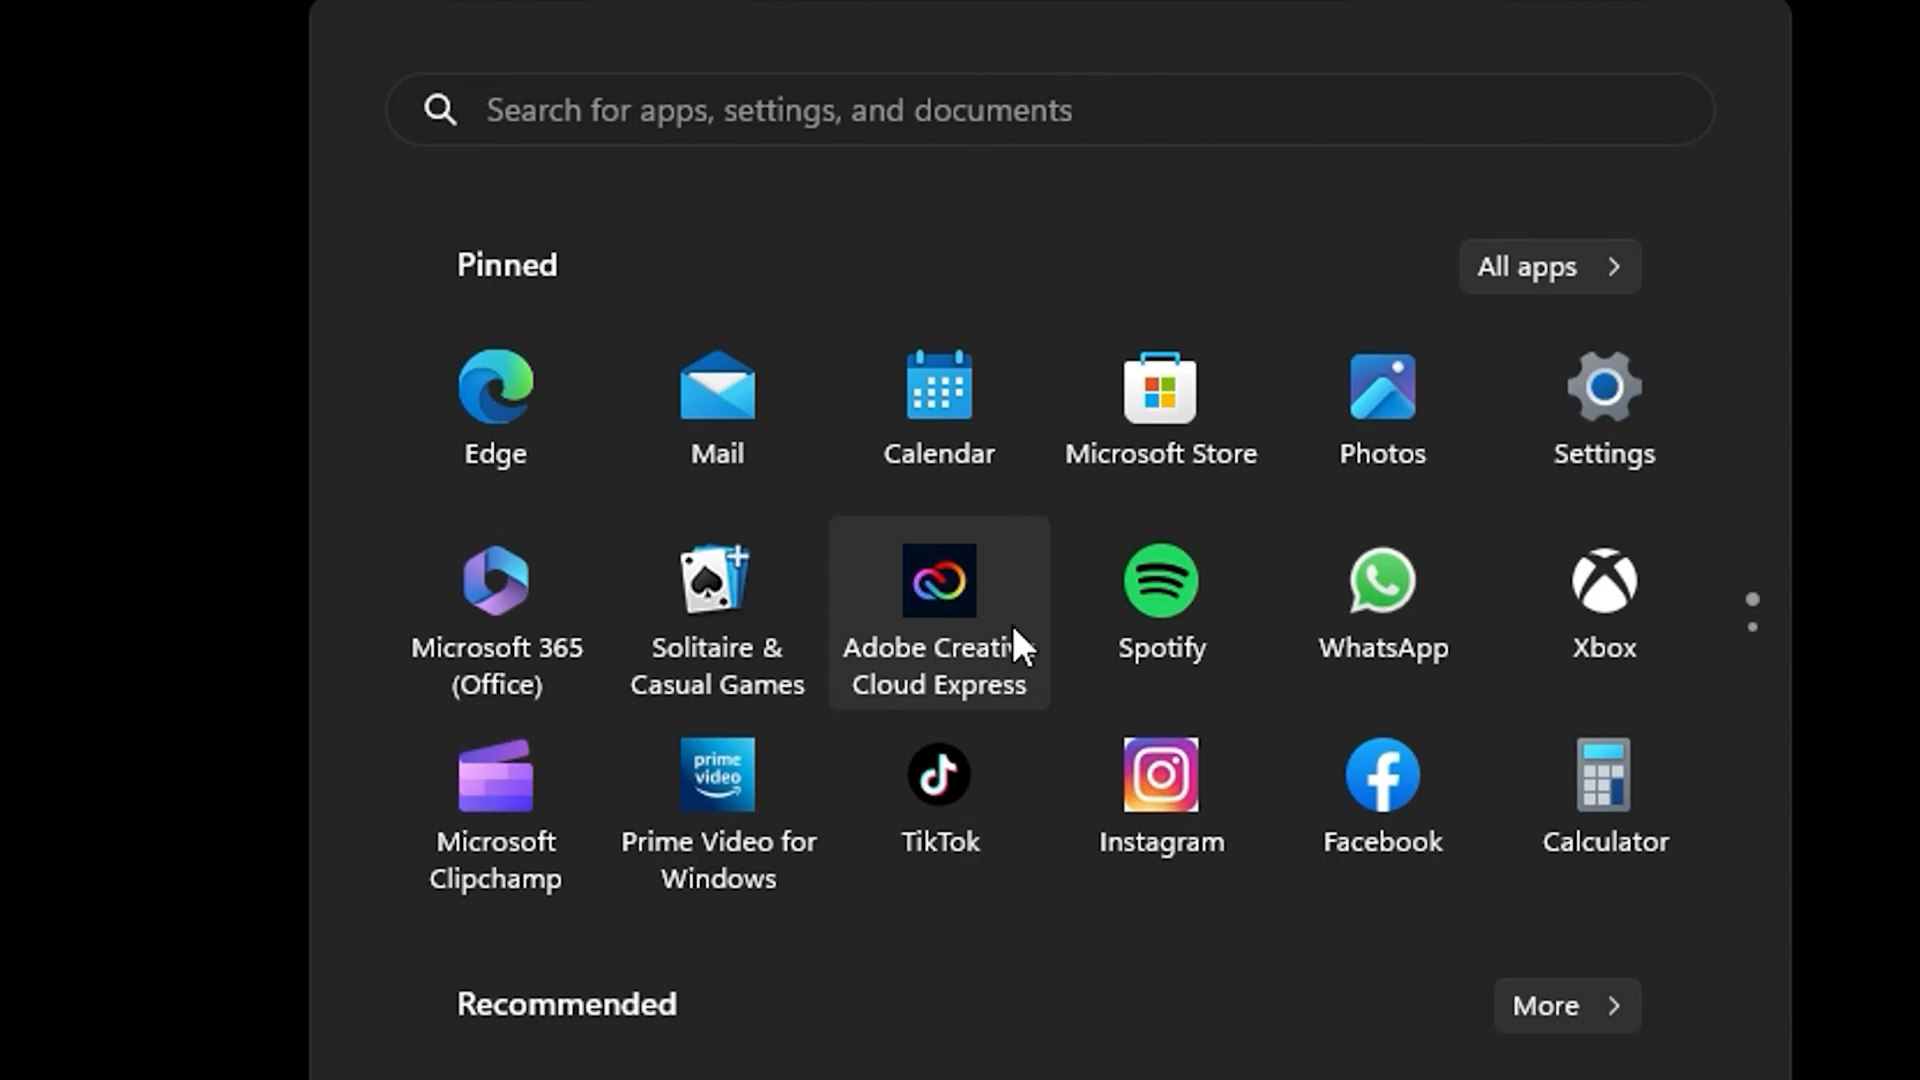 Search for apps, settings, and documents
Pinned
All apps
Edge
Mail
Calendar
Microsoft Store
Photos
Settings
Microsoft 365
(Office)
Solitaire &
Casual Games
Adobe
Cloud Express
Spotify
WhatsApp
Xbox
Microsoft
Clipchamp
prime
video
Prime Video for
Windows
TikTok
Instagram
Facebook
Calculator
Recommended
More